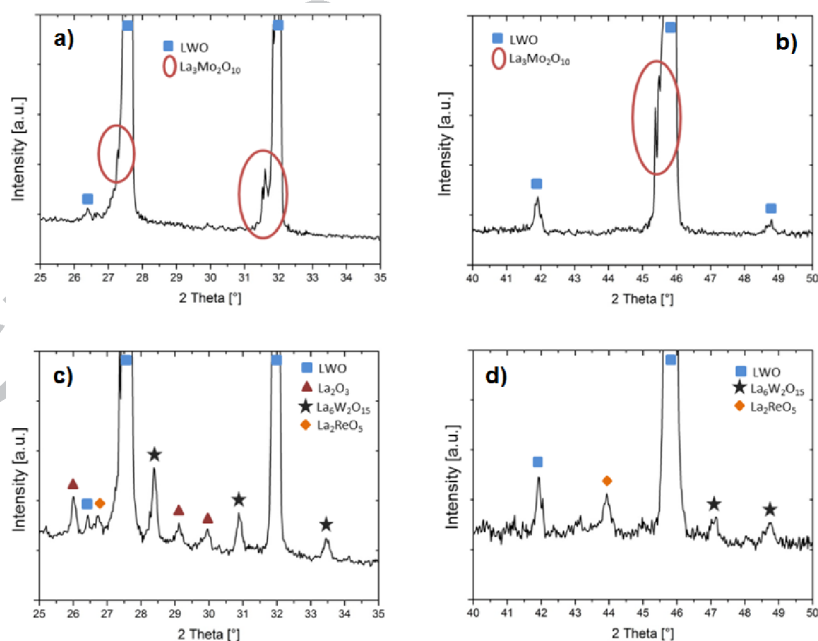 a)
LWO
La₃Mo₂O₁₀
Intensity [a.u.]
25 26 27 28 29 30 31 32 33 34 35
2 Theta [°]
b)
LWO
La₃Mo₂O₁₀
Intensity [a.u.]
40 41 42 43 44 45 46 47 48 49 50
2 Theta [°]
c)
LWO
La₂O₃
La₆W₂O₁₅
La₂ReO₅
Intensity [a.u.]
25 26 27 28 29 30 31 32 33 34 35
2 Theta [°]
d)
LWO
La₆W₂O₁₅
La₂ReO₅
Intensity [a.u.]
40 41 42 43 44 45 46 47 48 49 50
2 Theta [°]